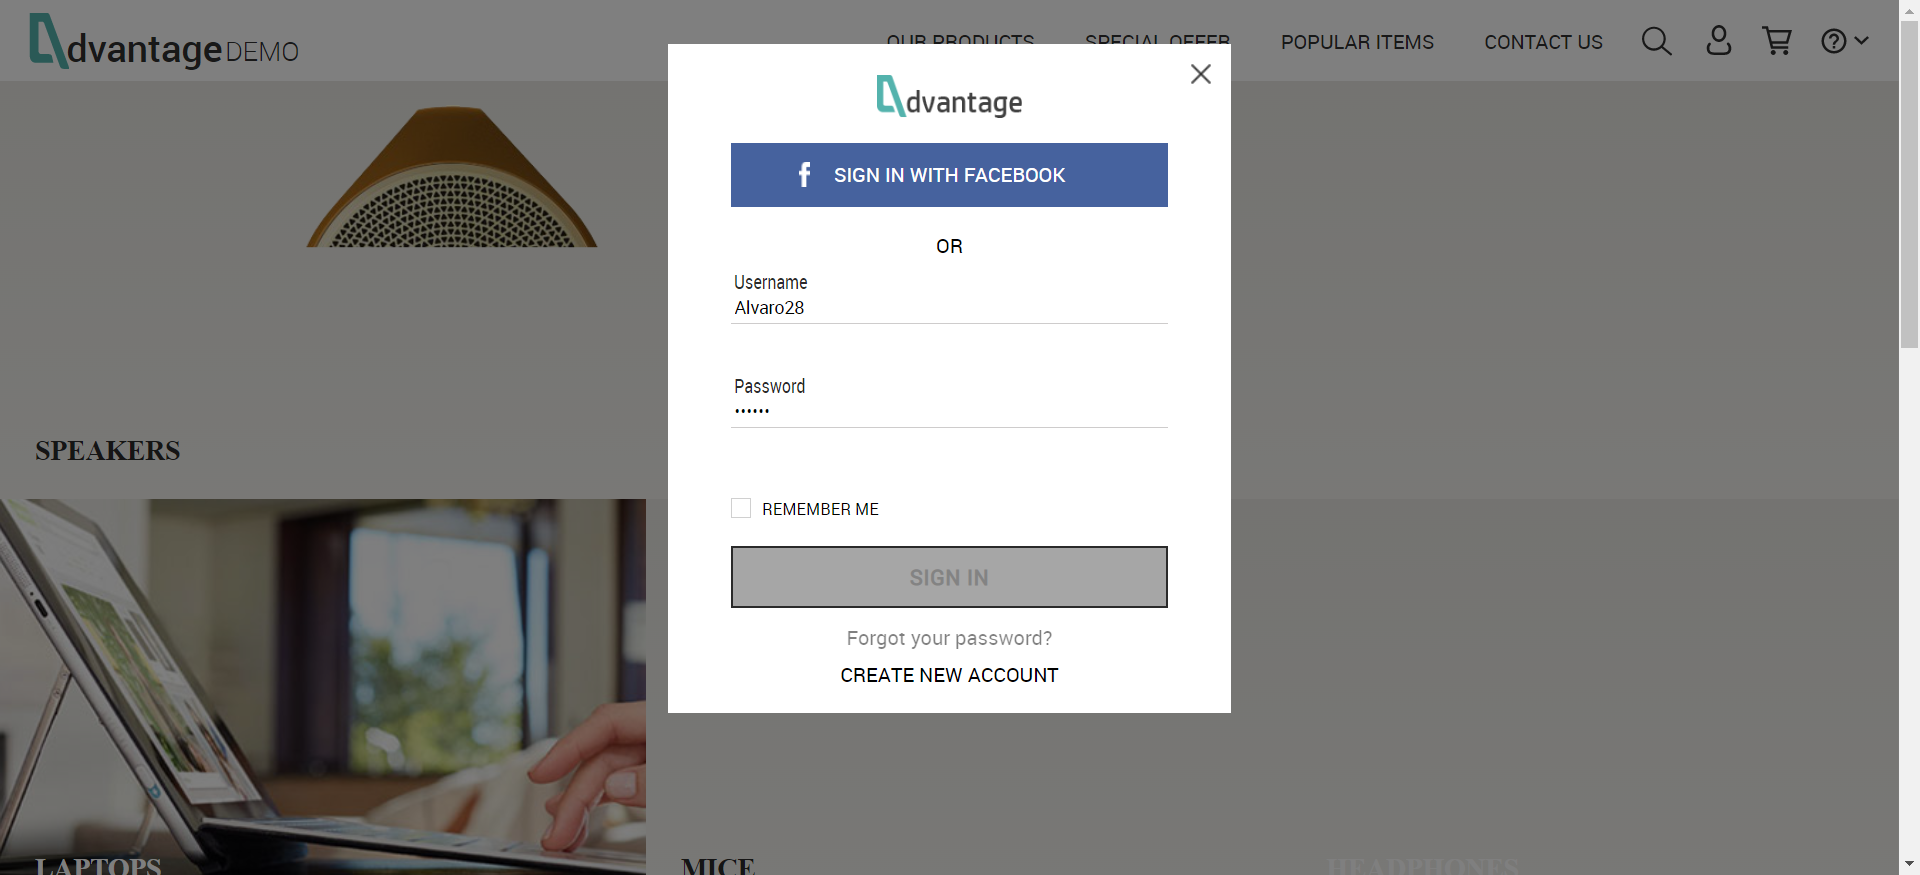 dvantage DEMO
OUR PRODUCTS
SPECIAL OFFER
POPULAR ITEMS
CONTACT US
dvantage
f SIGN IN WITH FACEBOOK
OR
Username
Alvaro28
Password
••••••
REMEMBER ME
SIGN IN
Forgot your password?
CREATE NEW ACCOUNT
SPEAKERS
LAPTOPS
MICE
HEADPHONES